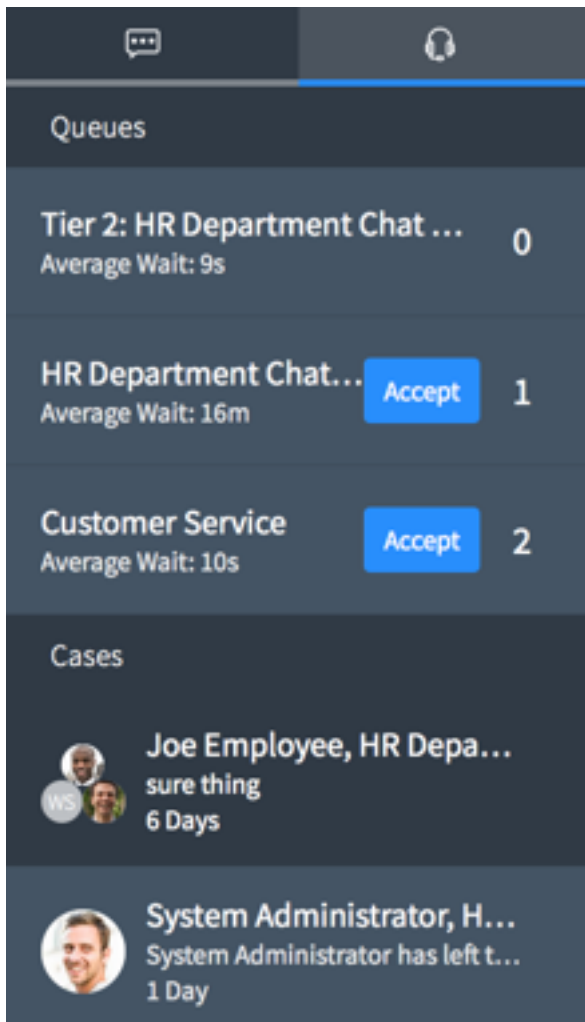 Queues
Tier 2: HR Department Chat ...
Average Wait: 9s
0
HR Department Chat...
Average Wait: 16m
Accept
1
Customer Service
Average Wait: 10s
Accept
2
Cases
Joe Employee, HR Depa...
sure thing
6 Days
WS
System Administrator, H...
System Administrator has left t...
1 Day